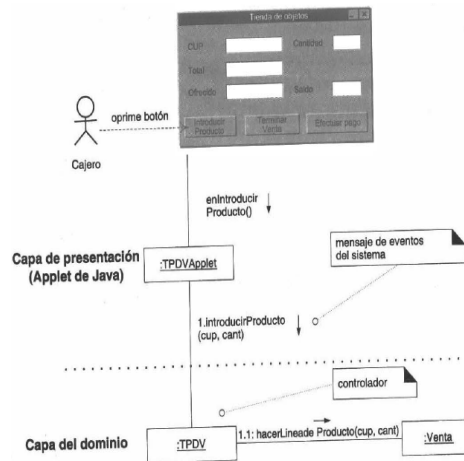 Tienda de objetos
CUP
Cantidad
Total
Ofrecido
Saldo
oprime botón
Introducir
Producto
Terminar
Venta
Efectuar pago
Cajero
enIntroducir
Producto()
mensaje de eventos
del sistema
Capa de presentación
(Applet de Java)
:TPDVApplet
1.introducirProducto
(cup, cant)
controlador
1.1: hacerLineade Producto(cup, cant)
Capa del dominio
:TPDV
:Venta